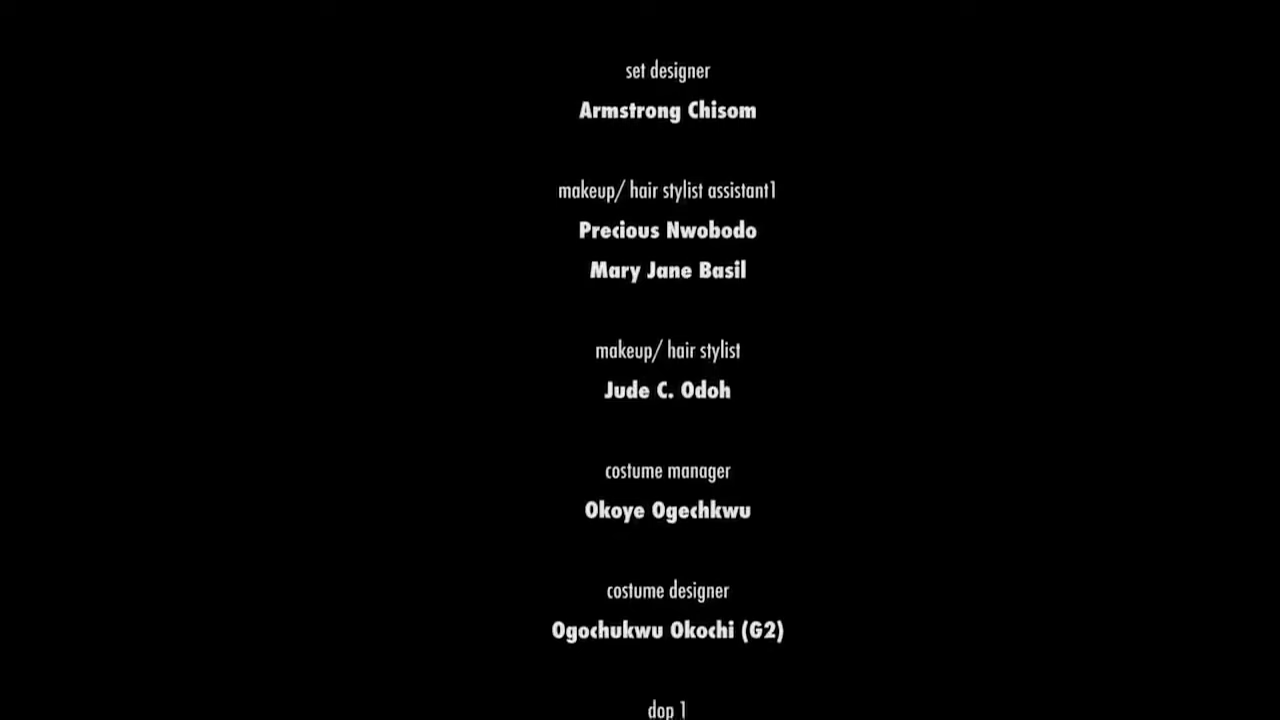 set designer
Armstrong Chisom
makeup/ hair stylist assistant1
Precious Nwobodo
Mary Jane Basil
makeup/ hair stylist
Jude C. Odoh
costume manager
Okoye Ogechkwu
costume designer
Ogochukwu Okochi (G2)
dop 1